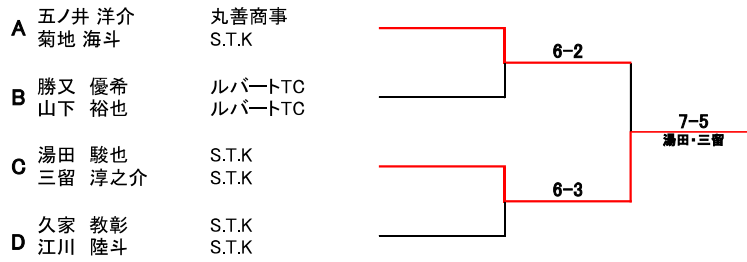 A 五ノ井 洋介 丸善商事
菊地 海斗 S.T.K
6-2
B 勝又 優希 ルバートTC
山下 裕也 ルバートTC
7-5
湯田・三留
C 湯田 駿也 S.T.K
三留 淳之介 S.T.K
6-3
D 久家 教彰 S.T.K
江川 陸斗 S.T.K